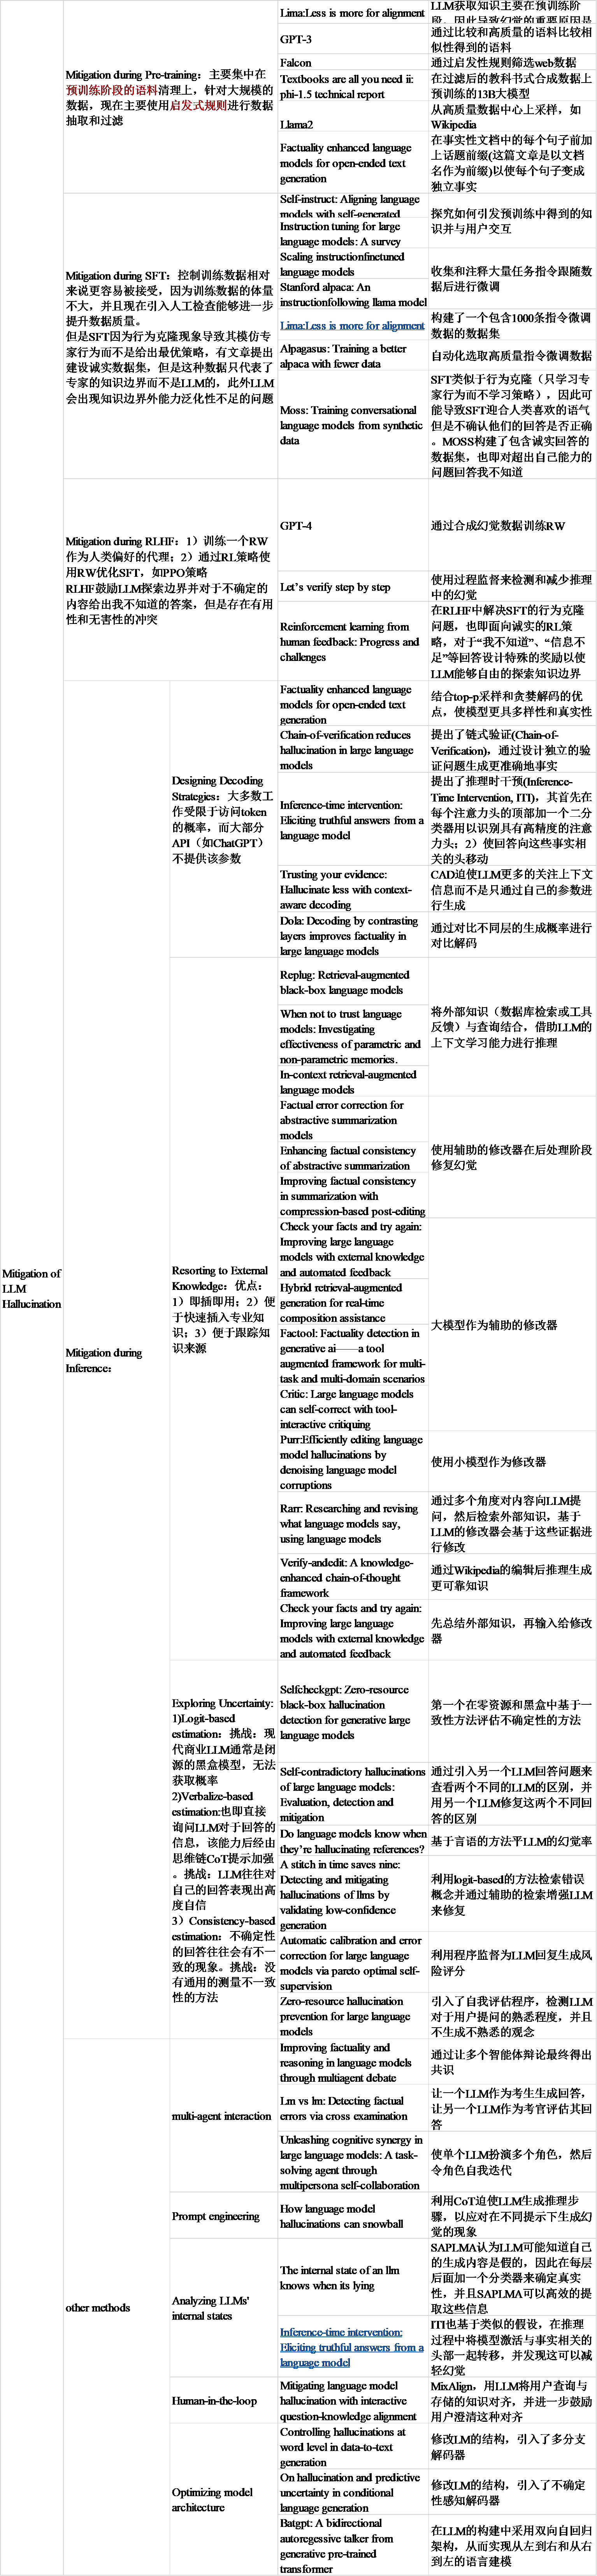 Mitigation of
LLM
Hallucination
Mitigation during Pre-training：主要集中在
预训练阶段的语料清理上，针对大规模的
数据，现在主要使用启发式规则进行数据
抽取和过滤
Lima:Less is more for alignment
LLM获取知识主要在预训练阶
段，因此导致幻觉的重要原因是
GPT-3
通过比较和高质量的语料比较相
似性得到的语料
Falcon
通过启发性规则筛选web数据
Textbooks are all you need ii:
phi-1.5 technical report
在过滤后的教科书式合成数据上
预训练的13B大模型
Llama2
从高质量数据中心上采样，如
Wikipedia
Factuality enhanced language
models for open-ended text
generation
在事实性文档中的每个句子前加
上话题前缀(这篇文章是以文档
名作为前缀)以使每个句子变成
独立事实
Mitigation during SFT：控制训练数据相对
来说更容易被接受，因为训练数据的体量
不大，并且现在引入人工检查能够进一步
提升数据质量。
但是SFT因为行为克隆现象导致其模仿专
家行为而不是给出最优策略，有文章提出
建设诚实数据集，但是这种数据只代表了
专家的知识边界而不是LLM的，此外LLM
会出现知识边界外能力泛化性不足的问题
Self-instruct: Aligning language
models with self-generated
Instruction tuning for large
language models: A survey
探究如何引发预训练中得到的知
识并与用户交互
Scaling instructionfinetuned
language models
Stanford alpaca: An
instructionfollowing llama model
收集和注释大量任务指令跟随数
据后进行微调
Lima:Less is more for alignment
构建了一个包含1000条指令微调
数据的数据集
Alpagasus: Training a better
alpaca with fewer data
自动化选取高质量指令微调数据
Moss: Training conversational
language models from synthetic
data
SFT类似于行为克隆（只学习专
家行为而不学习策略），因此可
能导致SFT迎合人类喜欢的语气
但是不确认他们的回答是否正确
。MOSS构建了包含诚实回答的
数据集，也即对超出自己能力的
问题回答我不知道
Mitigation during RLHF：1）训练一个RW
作为人类偏好的代理；2）通过RL策略使
用RW优化SFT，如PPO策略
RLHF鼓励LLM探索边界并对于不确定的
内容给出我不知道的答案，但是存在有用
性和无害性的冲突
GPT-4
通过合成幻觉数据训练RW
Let's verify step by step
使用过程监督来检测和减少推理
中的幻觉
Reinforcement learning from
human feedback: Progress and
challenges
在RLHF中解决SFT的行为克隆
问题，也即面向诚实的RL策
略，对于“我不知道”、“信息不
足”等回答设计特殊的奖励以使
LLM能够自由的探索知识边界
Mitigation during
Inference：
Designing Decoding
Strategies：大多数工
作受限于访问token
的概率，而大部分
API（如ChatGPT）
不提供该参数
Factuality enhanced language
models for open-ended text
generation
结合top-p采样和贪婪解码的优
点，使模型更具多样性和真实性
Chain-of-verification reduces
hallucination in large language
models
提出了链式验证(Chain-of-
Verification)，通过设计独立的验
证问题生成更准确地事实
Inference-time intervention:
Eliciting truthful answers from a
language model
提出了推理时干预(Inference-
Time Intervention, ITI)，其首先在
每个注意力头的顶部加一个二分
类器用以识别具有高精度的注意
力头；2）使回答向这些事实相
关的头移动
Trusting your evidence:
Hallucinate less with context-
aware decoding
CAD迫使LLM更多的关注上下文
信息而不是只通过自己的参数进
行生成
Dola: Decoding by contrasting
layers improves factuality in
large language models
通过对比不同层的生成概率进行
对比解码
Resorting to External
Knowledge：优点：
1）即插即用；2）便
于快速插入专业知
识；3）便于跟踪知
识来源
Replug: Retrieval-augmented
black-box language models
When not to trust language
models: Investigating
effectiveness of parametric and
non-parametric memories.
In-context retrieval-augmented
language models
将外部知识（数据库检索或工具
反馈）与查询结合，借助LLM的
上下文学习能力进行推理
Factual error correction for
abstractive summarization
models
Enhancing factual consistency
of abstractive summarization
Improving factual consistency
in summarization with
compression-based post-editing
使用辅助的修改器在后处理阶段
修复幻觉
Check your facts and try again:
Improving large language
models with external knowledge
and automated feedback
Hybrid retrieval-augmented
generation for real-time
composition assistance
Factool: Factuality detection in
generative ai——a tool
augmented framework for multi-
task and multi-domain scenarios
Critic: Large language models
can self-correct with tool-
interactive critiquing
大模型作为辅助的修改器
Purr:Efficiently editing language
model hallucinations by
denoising language model
corruptions
使用小模型作为修改器
Rarr: Researching and revising
what language models say,
using language models
通过多个角度对内容向LLM提
问，然后检索外部知识，基于
LLM的修改器会基于这些证据进
行修改
Verify-andedit: A knowledge-
enhanced chain-of-thought
framework
通过Wikipedia的编辑后推理生成
更可靠知识
Check your facts and try again:
Improving large language
models with external knowledge
and automated feedback
先总结外部知识，再输入给修改
器
Exploring Uncertainty:
1)Logit-based
estimation：挑战：现
代商业LLM通常是闭
源的黑盒模型，无法
获取概率
2)Verbalize-based
estimation:也即直接
询问LLM对于回答的
信息，该能力后经由
思维链CoT提示加强
。挑战：LLM往往对
自己的回答表现出高
度自信
3）Consistency-based
estimation：不确定性
的回答往往会有不一
致的现象。挑战：没
有通用的测量不一致
性的方法
Selfcheckgpt: Zero-resource
black-box hallucination
detection for generative large
language models
第一个在零资源和黑盒中基于一
致性方法评估不确定性的方法
Self-contradictory hallucinations
of large language models:
Evaluation, detection and
mitigation
通过引入另一个LLM回答问题来
查看两个不同的LLM的区别，并
用另一个LLM修复这两个不同回
答的区别
Do language models know when
they're hallucinating references?
基于言语的方法平LLM的幻觉率
A stitch in time saves nine:
Detecting and mitigating
hallucinations of llms by
validating low-confidence
generation
利用logit-based的方法检索错误
概念并通过辅助的检索增强LLM
来修复
Automatic calibration and error
correction for large language
models via pareto optimal self-
supervision
利用程序监督为LLM回复生成风
险评分
Zero-resource hallucination
prevention for large language
models
引入了自我评估程序，检测LLM
对于用户提问的熟悉程度，并且
不生成不熟悉的观念
other methods
multi-agent interaction
Improving factuality and
reasoning in language models
through multiagent debate
通过让多个智能体辩论最终得出
共识
Lm vs lm: Detecting factual
errors via cross examination
让一个LLM作为考生生成回答，
让另一个LLM作为考官评估其回
答
Unleashing cognitive synergy in
large language models: A task-
solving agent through
multipersona self-collaboration
使单个LLM扮演多个角色，然后
令角色自我迭代
Prompt engineering
How language model
hallucinations can snowball
利用CoT迫使LLM生成推理步
骤，以应对在不同提示下生成幻
觉的现象
Analyzing LLMs'
internal states
The internal state of an llm
knows when its lying
SAPLMA认为LLM可能知道自己
的生成内容是假的，因此在每层
后面加一个分类器来确定真实
性，并且SAPLMA可以高效的提
取这些信息
Inference-time intervention:
Eliciting truthful answers from a
language model
ITI也基于类似的假设，在推理
过程中将模型激活与事实相关的
头部一起转移，并发现这可以减
轻幻觉
Human-in-the-loop
Mitigating language model
hallucination with interactive
question-knowledge alignment
MixAlign，用LLM将用户查询与
存储的知识对齐，并进一步鼓励
用户澄清这种对齐
Optimizing model
architecture
Controlling hallucinations at
word level in data-to-text
generation
修改LM的结构，引入了多分支
解码器
On hallucination and predictive
uncertainty in conditional
language generation
修改LM的结构，引入了不确定
性感知解码器
Batgpt: A bidirectional
autoregessive talker from
generative pre-trained
transformer
在LLM的构建中采用双向自回归
架构，从而实现从左到右和从右
到左的语言建模